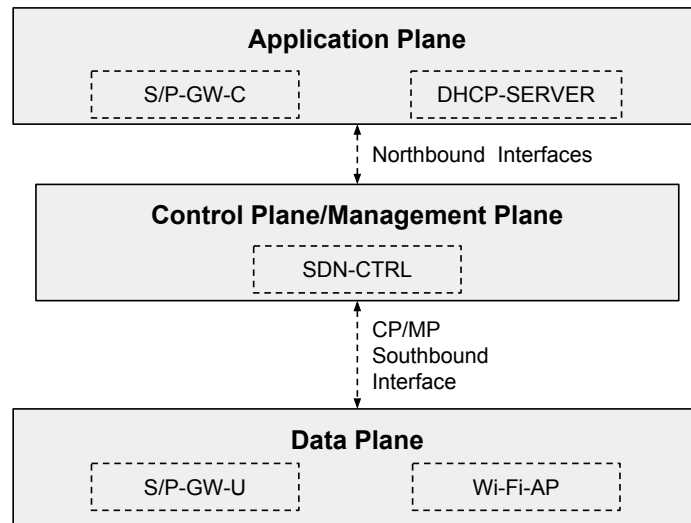 Application Plane
S/P-GW-C
DHCP-SERVER
Northbound Interfaces
Control Plane/Management Plane
SDN-CTRL
CP/MP
Southbound
Interface
Data Plane
S/P-GW-U
Wi-Fi-AP